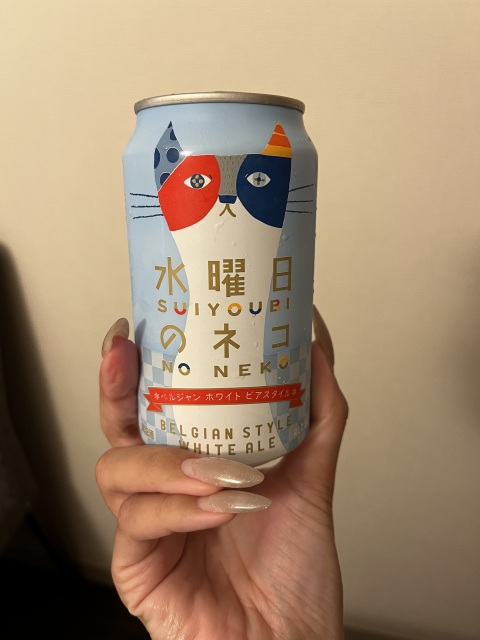 水曜日
SUIYOUBI
のネコ
NO NEKO
ベルジャン ホワイト ビアスタイル
BELGIAN STYLE
WHITE ALE